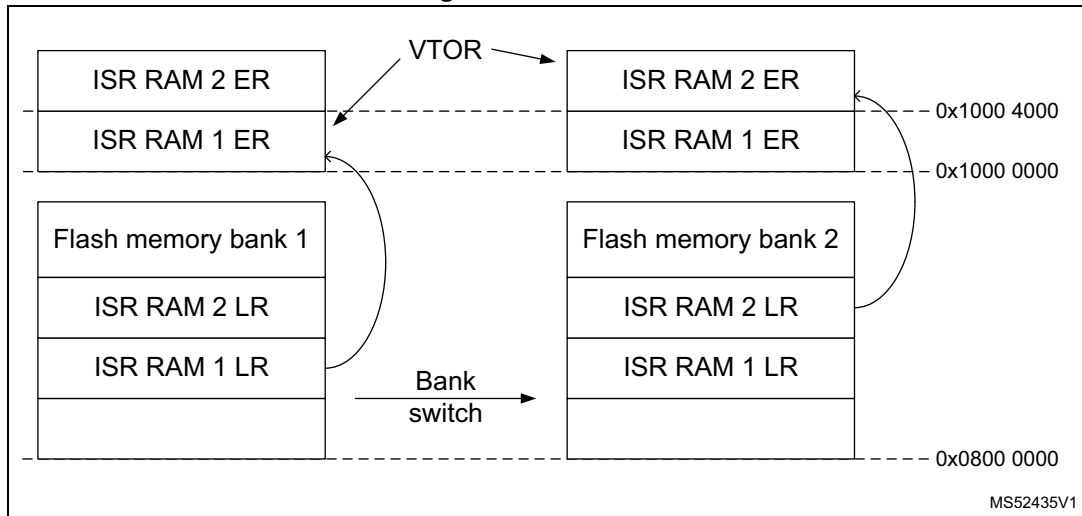 VTOR
ISR RAM 2 ER
ISR RAM 2 ER
0x1000 4000
ISR RAM 1 ER
ISR RAM 1 ER
0x1000 0000
Flash memory bank 1
Flash memory bank 2
ISR RAM 2 LR
ISR RAM 2 LR
ISR RAM 1 LR
ISR RAM 1 LR
Bank
switch
0x0800 0000
MS52435V1